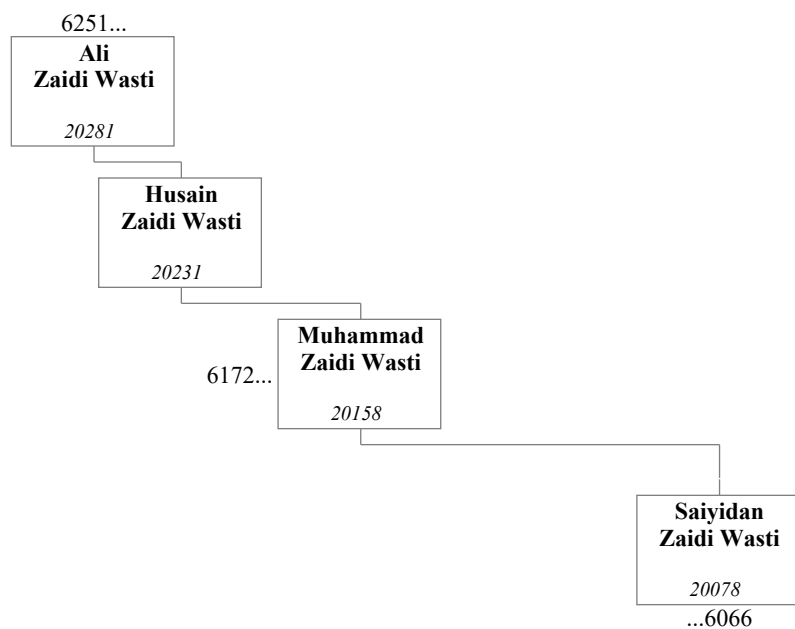 6251...
Ali
Zaidi Wasti
20281
Husain
Zaidi Wasti
20231
Muhammad
Zaidi Wasti
6172...
20158
Saiyidan
Zaidi Wasti
20078
...6066